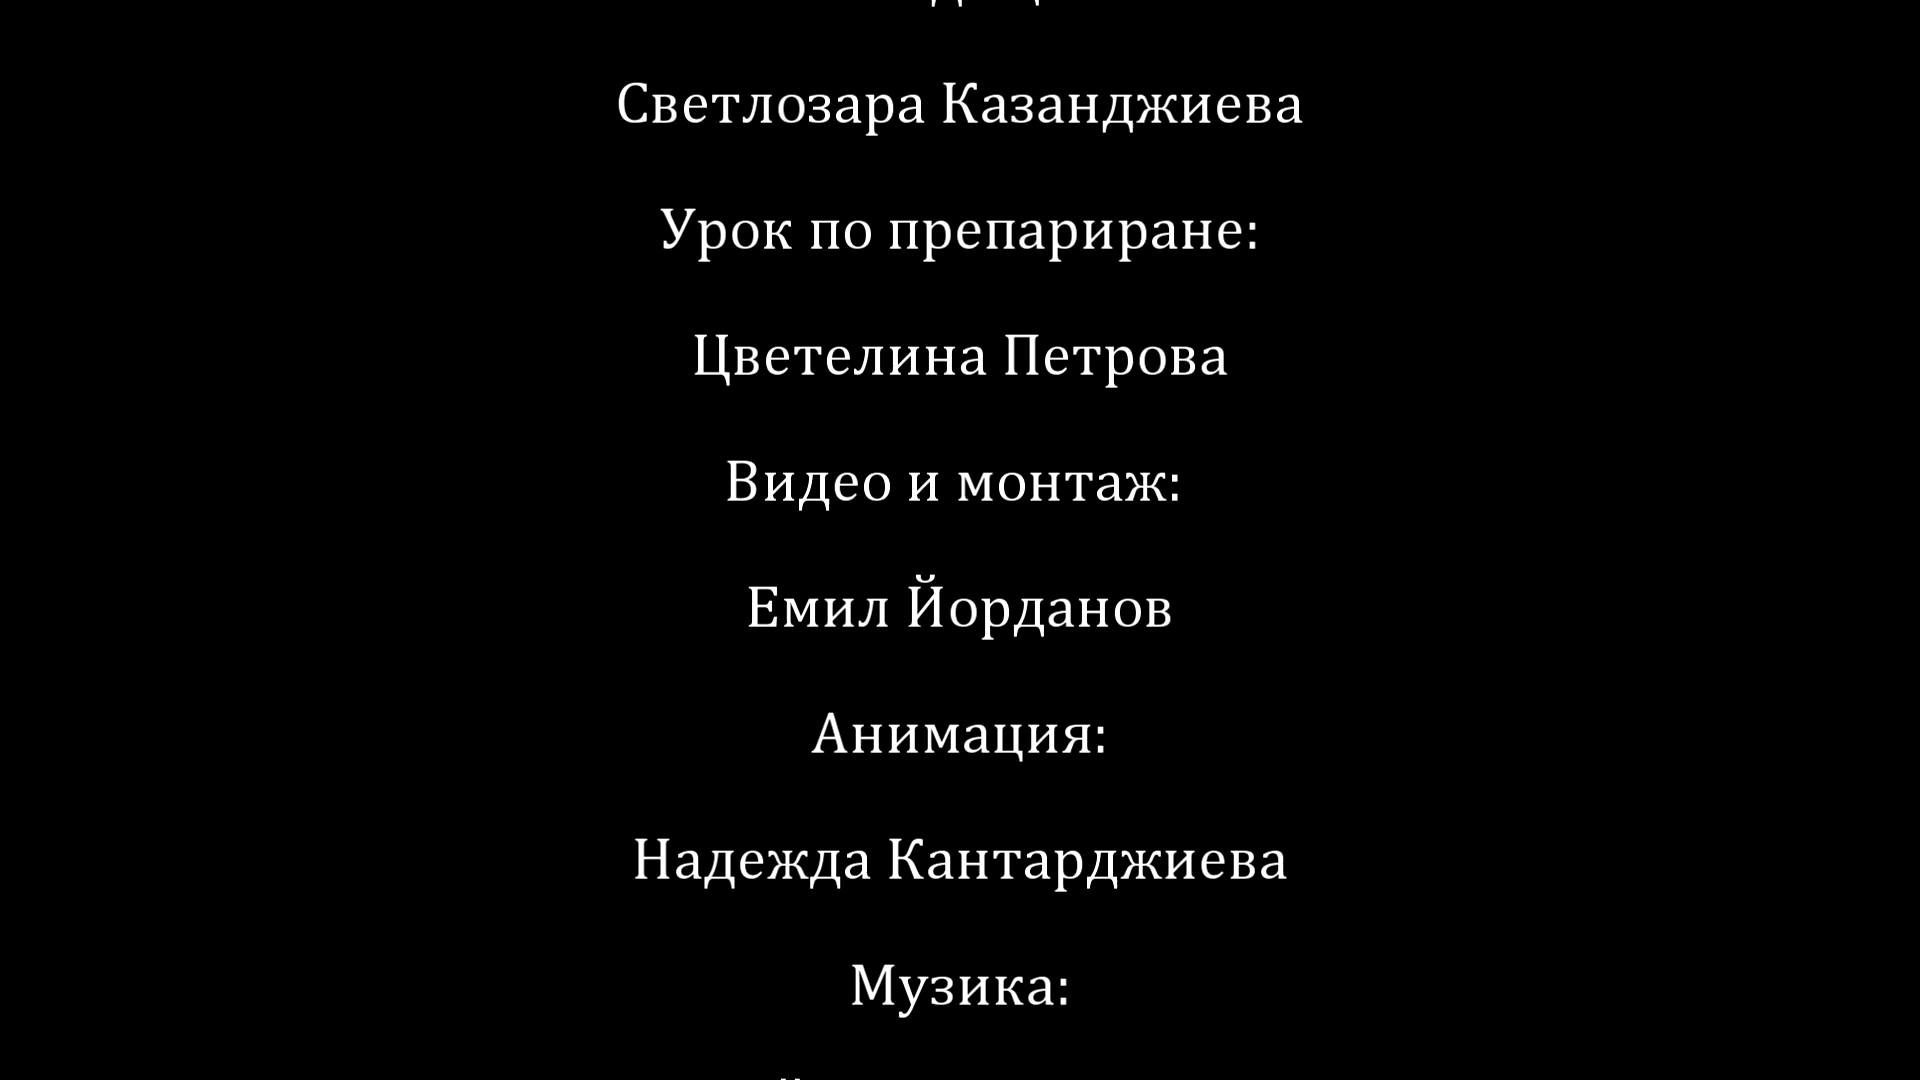 Светлозара Казанджиева
Урок по препариране:
Цветелина Петрова
Видео и монтаж:
Емил Йорданов
Анимация:
Надежда Кантарджиева
Музика: